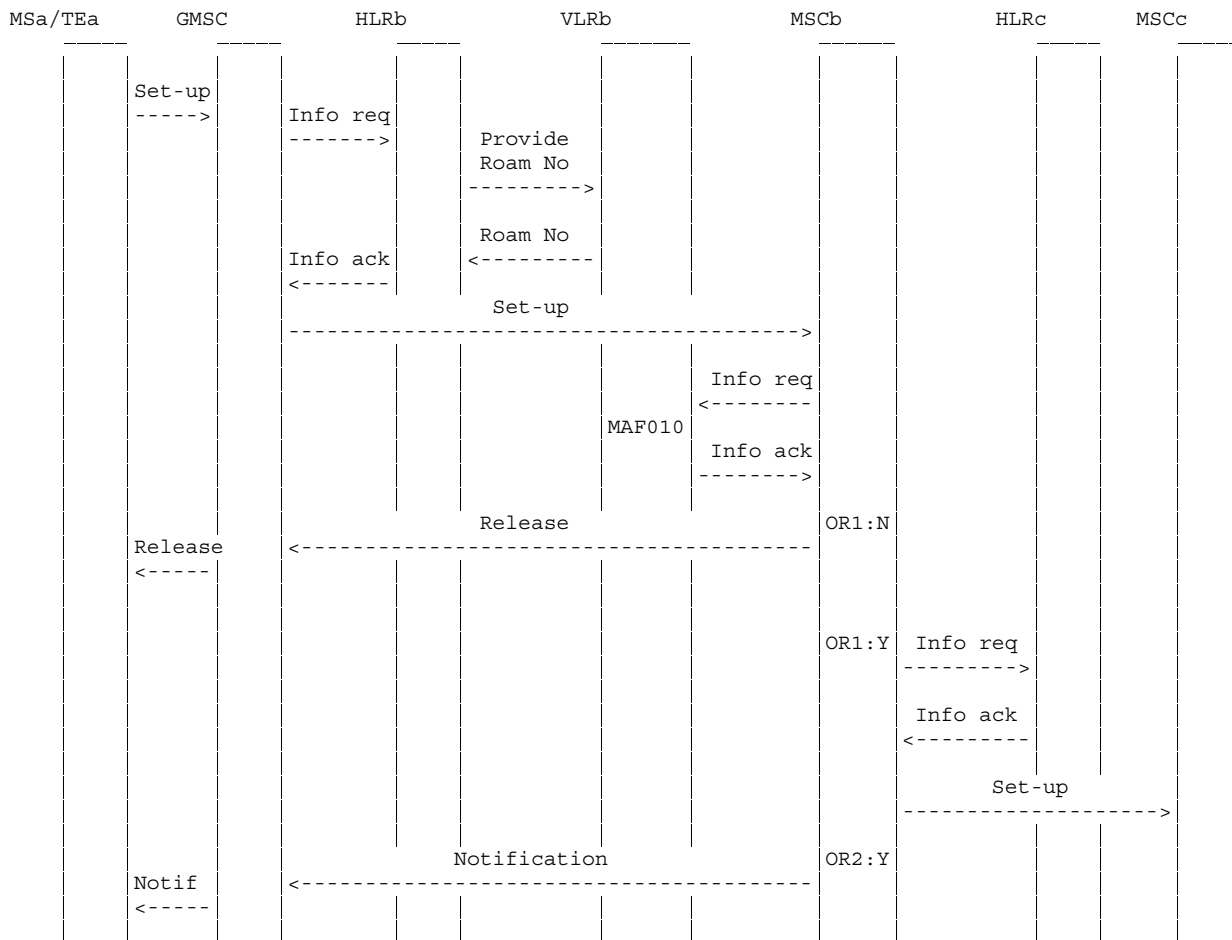 MSa/TEa GMSC HLRb VLRb MSCb HLRc MSCc
Set-up
-----> Info req
-------> Provide
Roam No
--------->
Roam No
Info ack <---------
<-------
Set-up
---------------------------------------->
Info req
<--------
MAF010
Info ack
-------->
Release OR1:N
Release <----------------------------------------
<-----
OR1:Y Info req
--------->
Info ack
<---------
Set-up
-------------------->
Notification OR2:Y
Notif <----------------------------------------
<-----